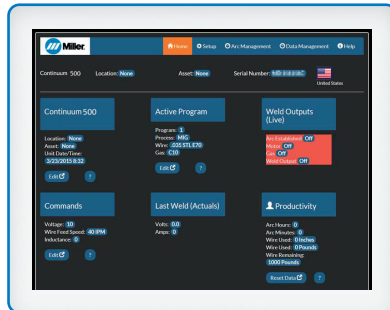 Miller.
Home Setup Arc Management Data Management Help
Continuum 500 Location: None Asset: None Serial Number:
United States
Continuum 500
Location: None
Asset: None
Unit Date/Time:
3/23/2015 8:32
Edit ?
Active Program
Program: 1
Process: MIG
Wire: .035 STL E70
Gas: C10
Edit ?
Weld Outputs
(Live)
Arc Established Off
Motor Off
Gas Off
Weld Output Off
Commands
Voltage: 10
Wire Feed Speed: 40 IPM
Inductance: 0
Edit ?
Last Weld (Actuals)
Volts: 0.0
Amps: 0
Productivity
Arc Hours: 0
Arc Minutes: 0
Wire Used: 0 Inches
Wire Used: 0 Pounds
Wire Remaining:
1000 Pounds
Reset Data ?